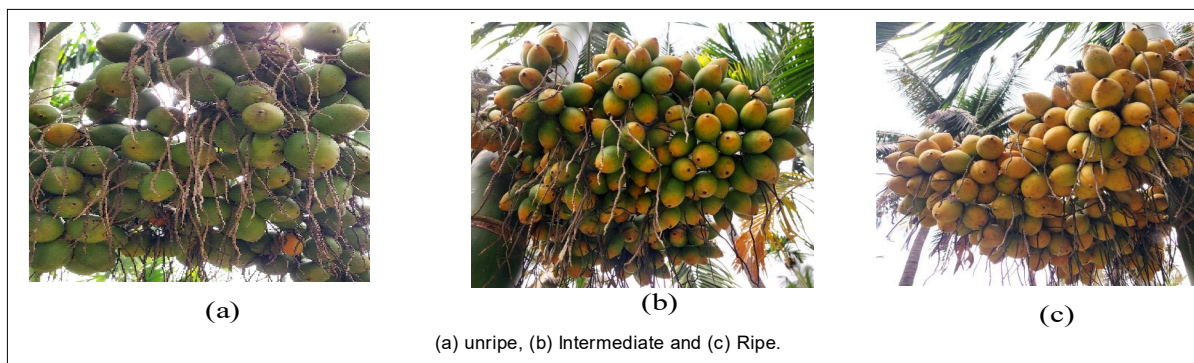 (a)
(b)
(c)
(a) unripe, (b) Intermediate and (c) Ripe.